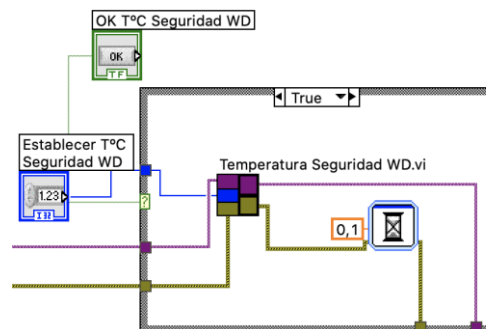 OK TºC Seguridad WD
OK
TF
True
Establecer TºC
Seguridad WD
1.23
I32
?
Temperatura Seguridad WD.vi
0,1